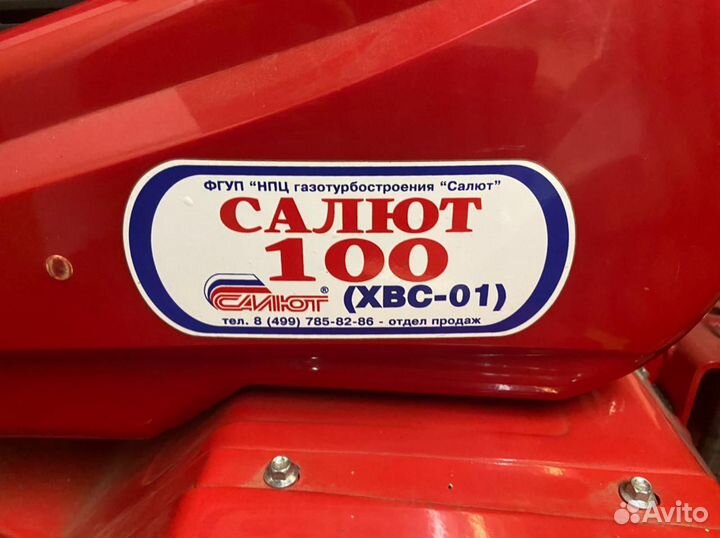 ФГУП "НПЦ газотурбостроения "Салют"
САЛЮТ
100
САЛЮТ® (ХВС-01)
тел. 8 (499) 785-82-86 - отдел продаж
Avito